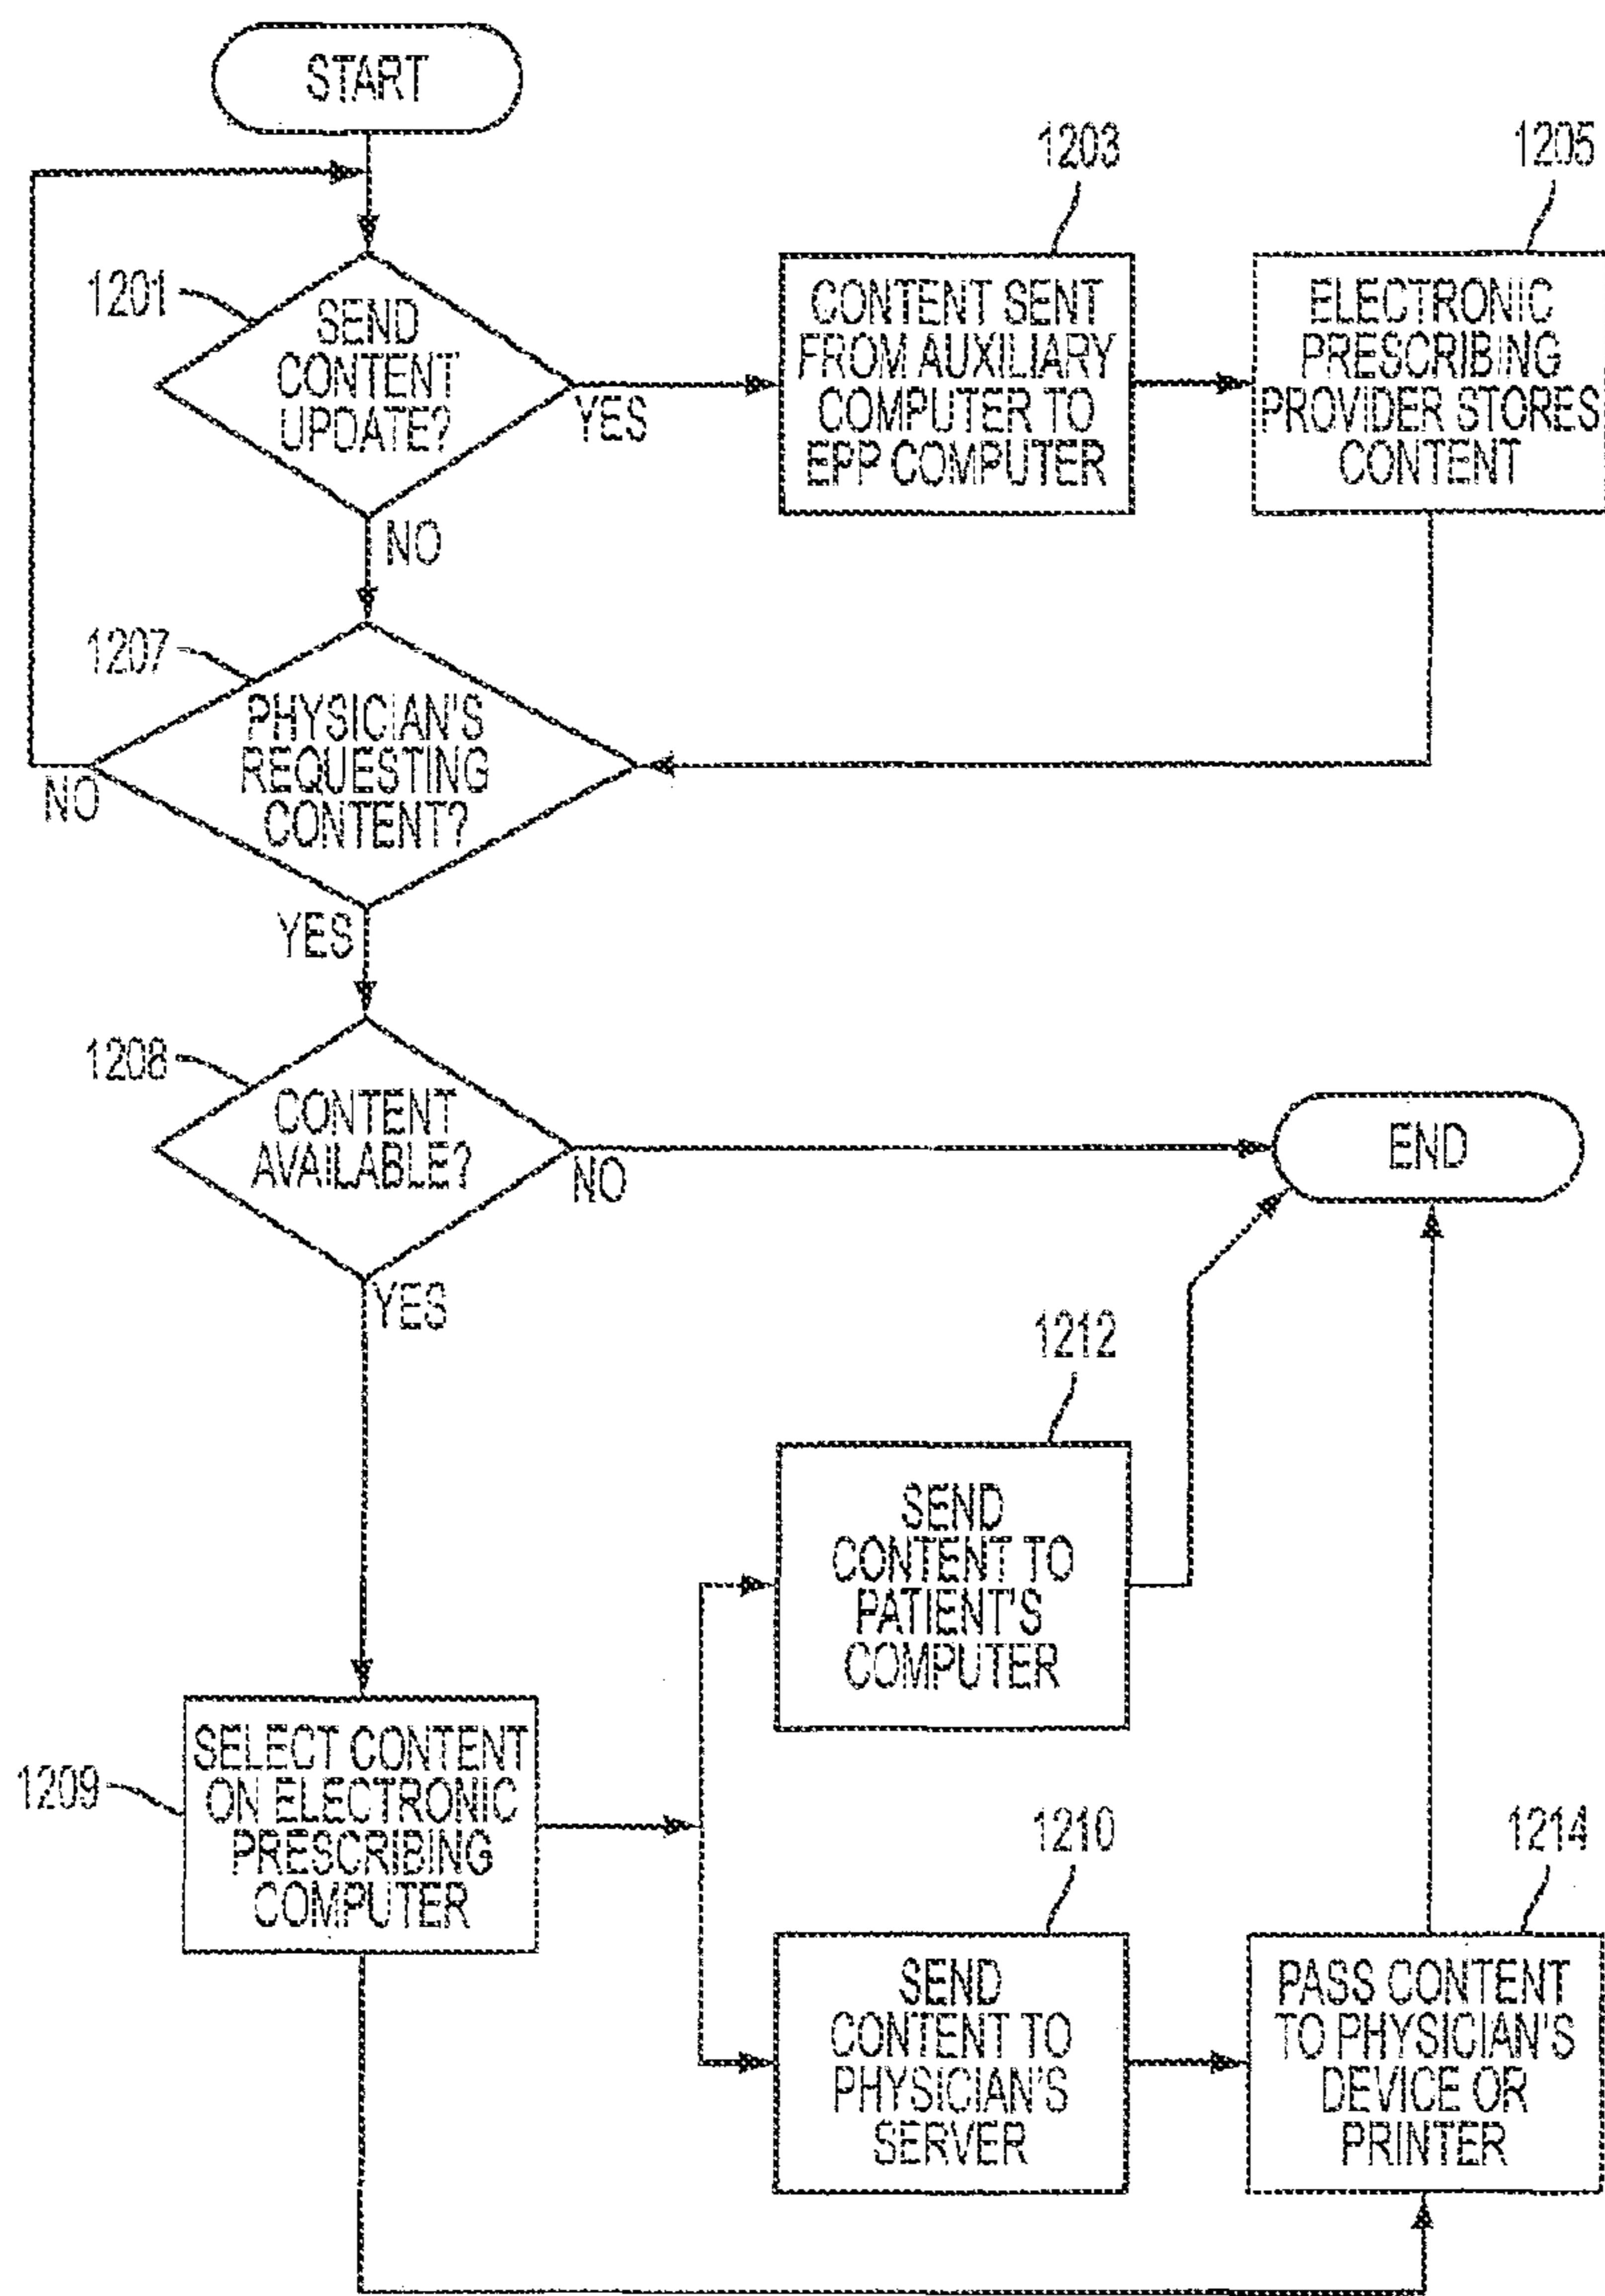 START
1203
1205
1201
SEND
CONTENT
UPDATE?
YES
NO
CONTENT SENT
FROM AUXILIARY
COMPUTER TO
EPP COMPUTER
ELECTRONIC
PRESCRIBING
PROVIDER STORES
CONTENT
1207
PHYSICIAN'S
REQUESTING
CONTENT?
NO
YES
1208
CONTENT
AVAILABLE?
NO
YES
END
1212
SEND
CONTENT TO
PATIENT'S
COMPUTER
1209
SELECT CONTENT
ON ELECTRONIC
PRESCRIBING
COMPUTER
1210
SEND
CONTENT TO
PHYSICIAN'S
SERVER
1214
PASS CONTENT
TO PHYSICIAN'S
DEVICE OR
PRINTER